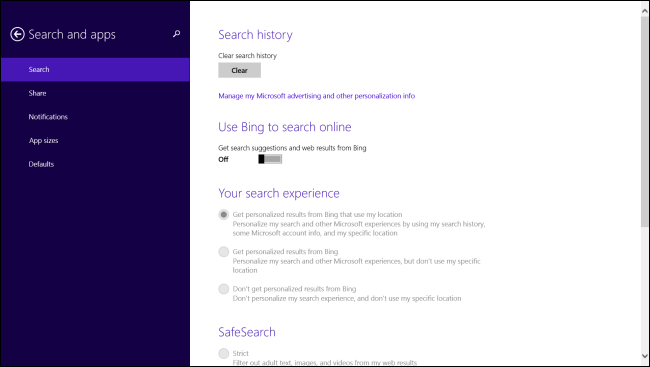 Search and apps
Search
Share
Notifications
App sizes
Defaults
Search history
Clear search history
Clear
Manage my Microsoft advertising and other personalization info
Use Bing to search online
Get search suggestions and web results from Bing
Off
Your search experience
Get personalized results from Bing that use my location
Personalize my search and other Microsoft experiences by using my search history,
some Microsoft account info, and my specific location
Get personalized results from Bing
Personalize my search and other Microsoft experiences, but don't use my specific
location
Don't get personalized results from Bing
Don't personalize my search experience, and don't use my specific location
SafeSearch
Strict
Filter out adult text, images, and videos from my web results